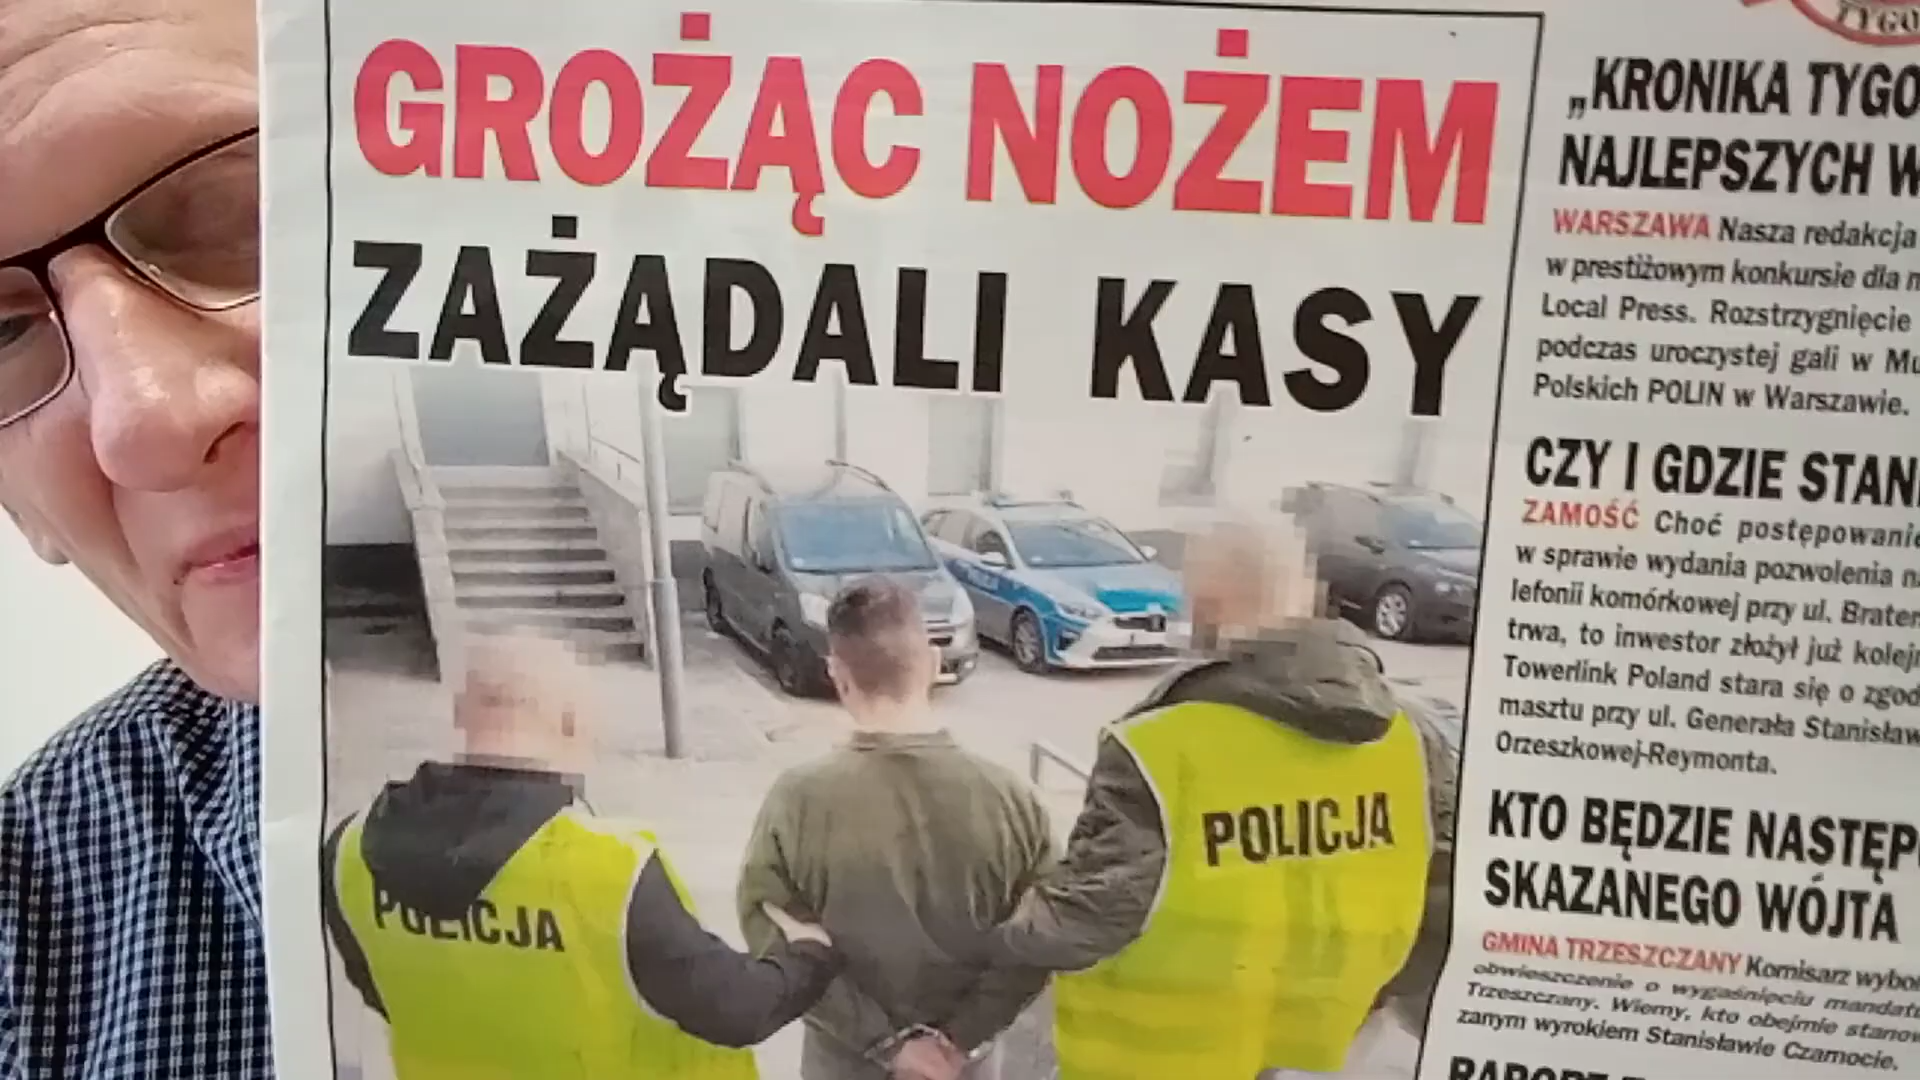 GROŻĄC NOŻEM
ZAŻĄDALI KASY
POLICJA
POLICJA
„KRONIKA TYGO
NAJLEPSZYCH W
WARSZAWA Nasza redakcja
w prestiżowym konkursie dla
Local Press. Rozstrzygnięcie
podczas uroczystej gali w Mu
Polskich POLIN w Warszawie.
CZY I GDZIE STAN
ZAMOŚĆ Choć postępowanie
w sprawie wydania pozwolenia na
lefonii komórkowej przy ul. Brater
trwa, to inwestor złożył już kolejn
Towerlink Poland stara się o zgod
masztu przy ul. Generała Stanisław
Orzeszkowej-Reymonta.
KTO BĘDZIE NASTĘP
SKAZANEGO WÓJTA
GMINA TRZESZCZANY Komisarz wybor
obwieszczenie o wygaśnięciu mandatu
Trzeszczany. Wiemy, kto obejmie stanow
zanym wyrokiem Stanisławie Czarnocie.